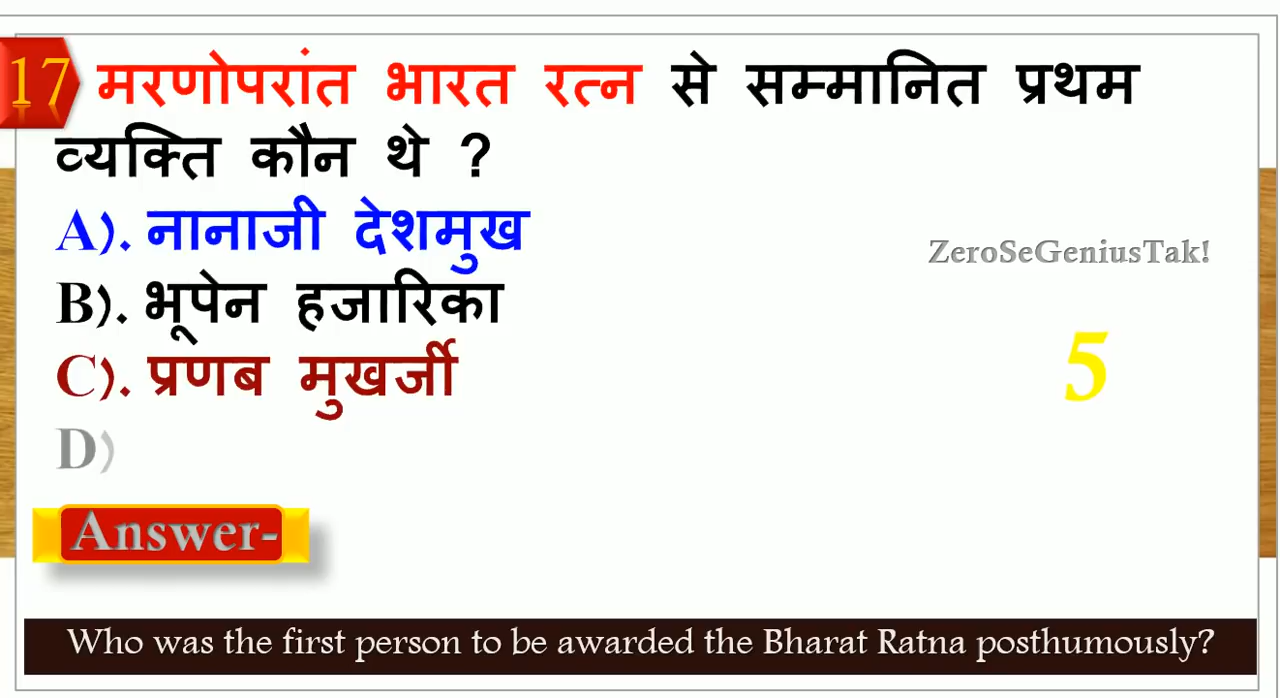 17 मरणोपरांत भारत रत्न से सम्मानित प्रथम
व्यक्ति कौन थे ?
A). नानाजी देशमुख
ZeroSeGeniusTak!
B). भूपेन हजारिका
C). प्रणब मुखर्जी
5
D)
Answer-
Who was the first person to be awarded the Bharat Ratna posthumously?